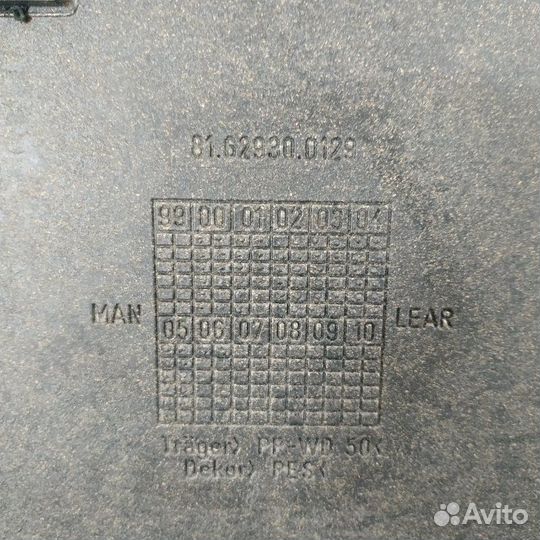 81.62930.0129
99 00 01 02 03 04
MAN 05 06 07 08 09 10 LEAR
Träger> PP-WD 50<
Dekor> PES<
Avito